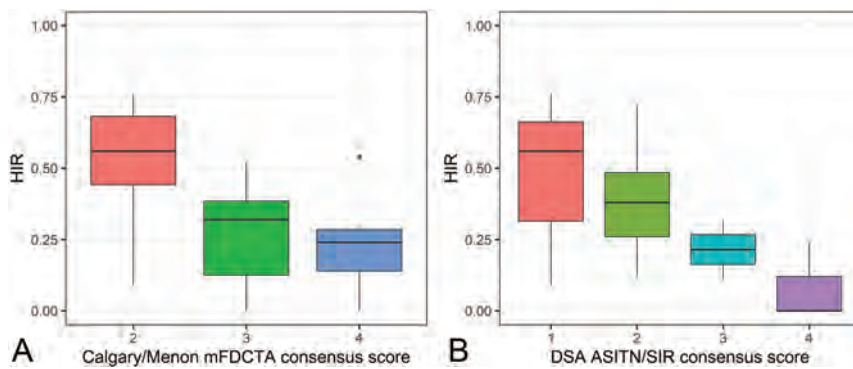 1.00
0.75
0.50
0.25
0.00
HIR
2 3 4
A Calgary/Menon mFDCTA consensus score
1.00
0.75
0.50
0.25
0.00
HIR
1 2 3 4
B DSA ASITN/SIR consensus score